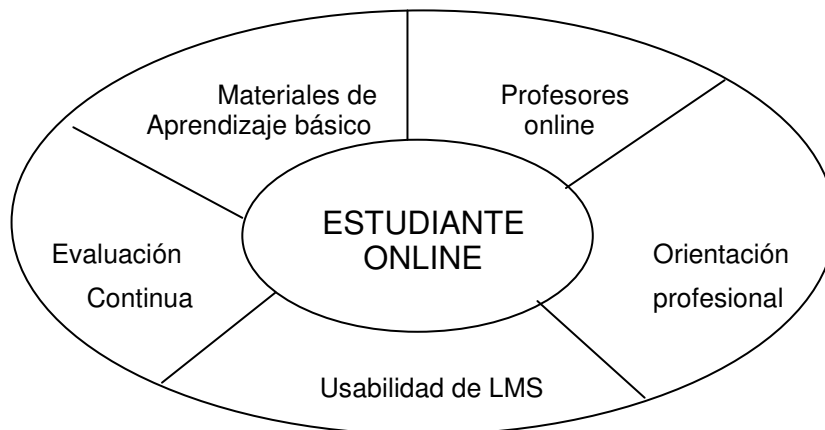 Materiales de
Aprendizaje básico
Profesores
online
ESTUDIANTE
ONLINE
Evaluación
Continua
Orientación
profesional
Usabilidad de LMS